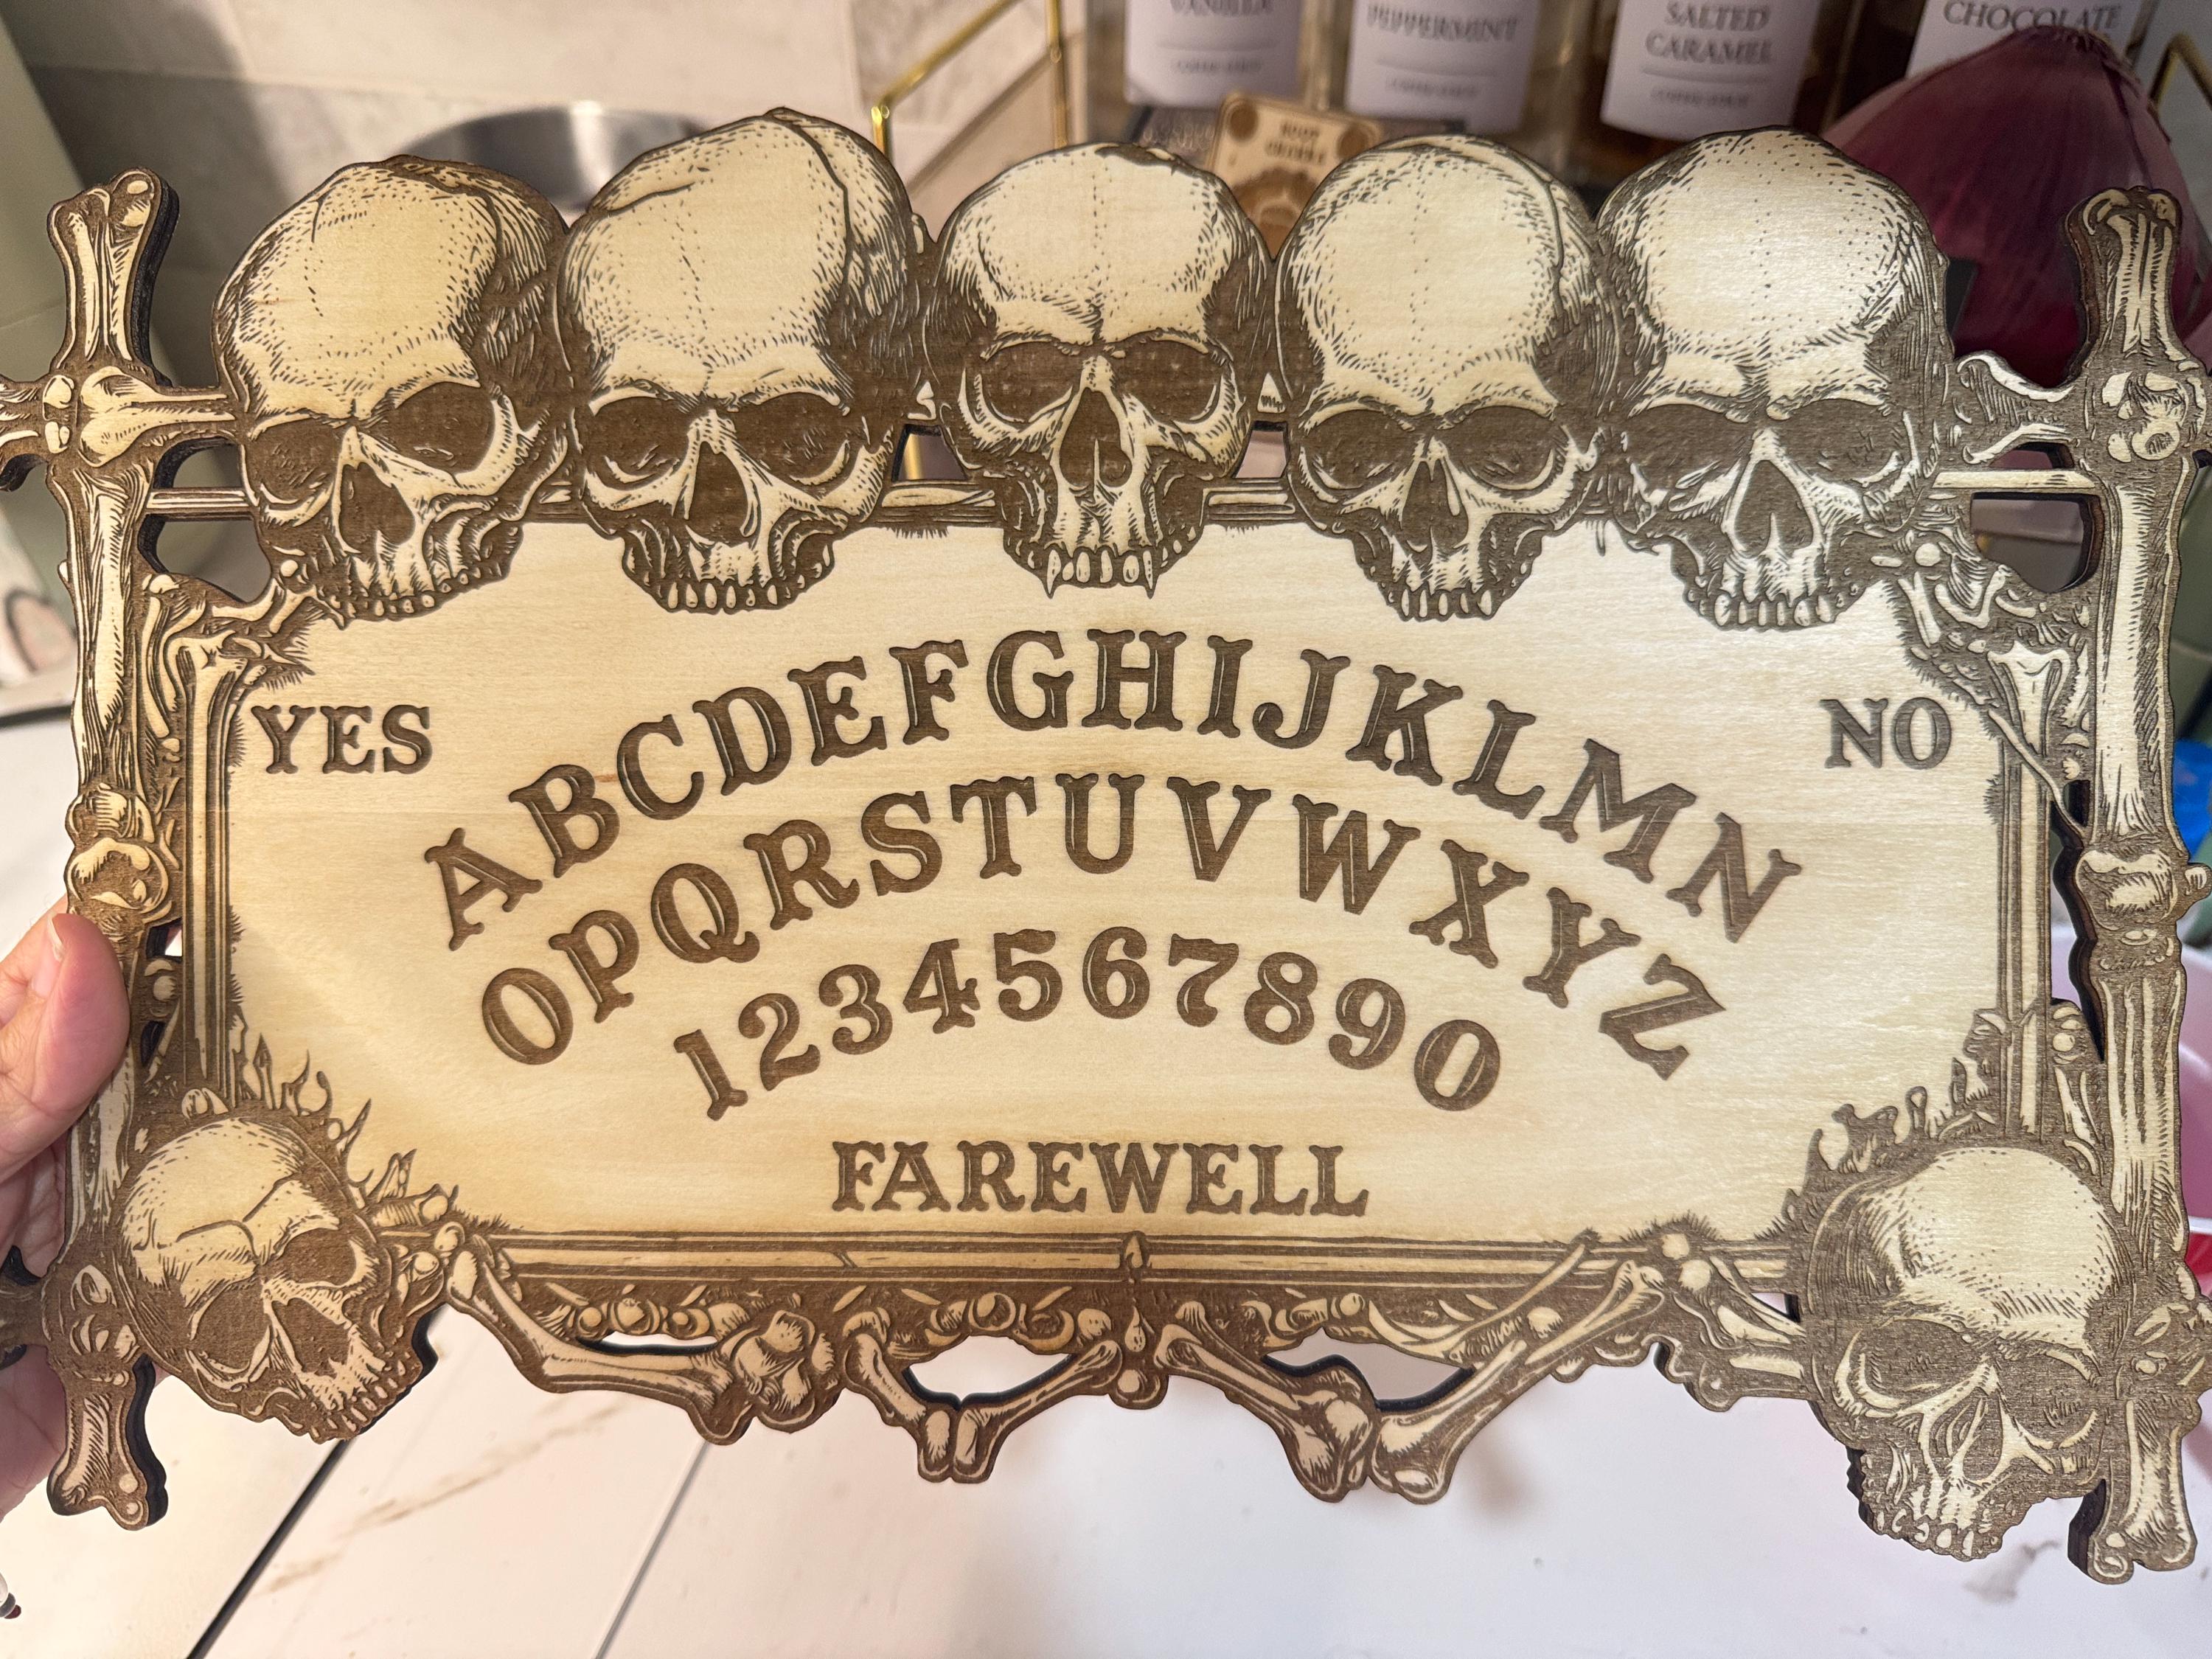 VANILLA
PEPPERMINT
SALTED
CARAMEL
CHOCOLATE
YES
NO
ABCDEFGHIJKLMN
OPQRSTUVWXYZ
1234567890
FAREWELL